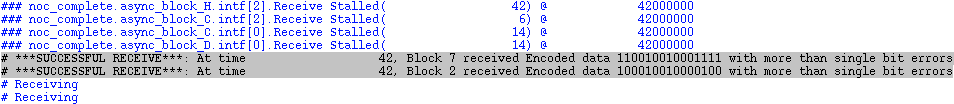 ### noc_complete.async_block_H.intf[2].Receive Stalled( 42) @ 42000000
### noc_complete.async_block_C.intf[2].Receive Stalled( 6) @ 42000000
### noc_complete.async_block_C.intf[0].Receive Stalled( 14) @ 42000000
### noc_complete.async_block_D.intf[0].Receive Stalled( 14) @ 42000000
# ***SUCCESSFUL RECEIVE***: At time 42, Block 7 received Encoded data 110010010001111 with more than single bit errors
# ***SUCCESSFUL RECEIVE***: At time 42, Block 2 received Encoded data 100010010000100 with more than single bit errors
# Receiving
# Receiving